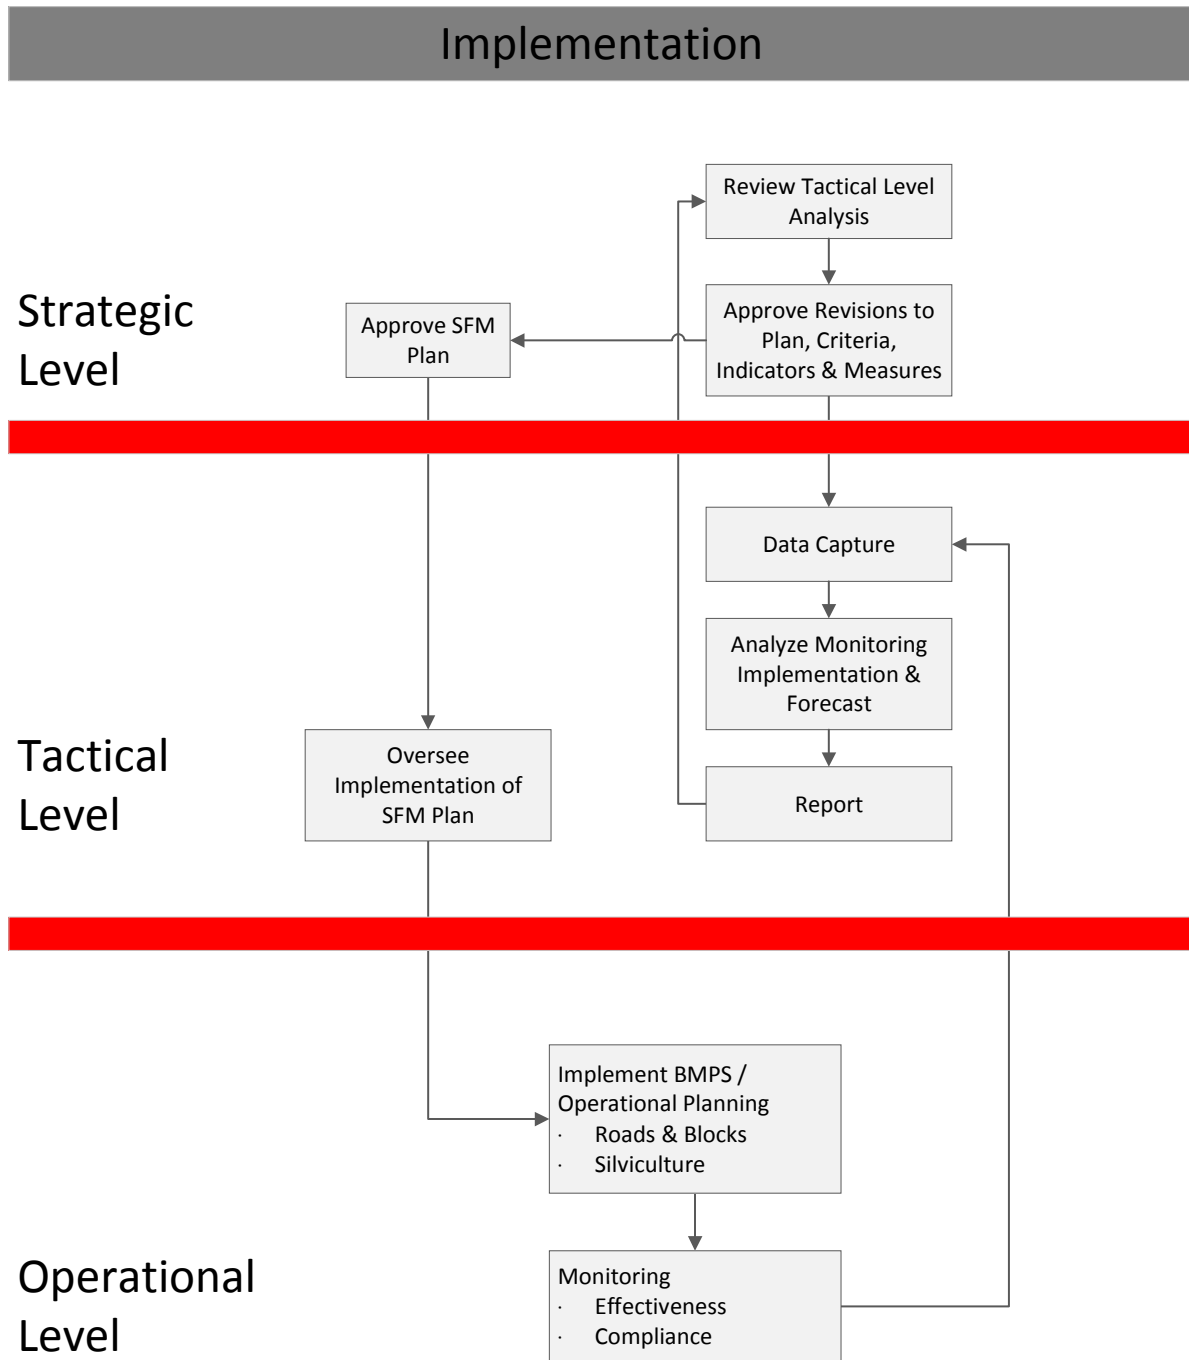 Implementation
Review Tactical Level
Analysis
Strategic
Level
Approve SFM
Plan
Approve Revisions to
Plan, Criteria,
Indicators & Measures
Data Capture
Analyze Monitoring
Implementation &
Forecast
Tactical
Level
Oversee
Implementation of
SFM Plan
Report
Implement BMPS /
Operational Planning
· Roads & Blocks
· Silviculture
Operational
Level
Monitoring
· Effectiveness
· Compliance